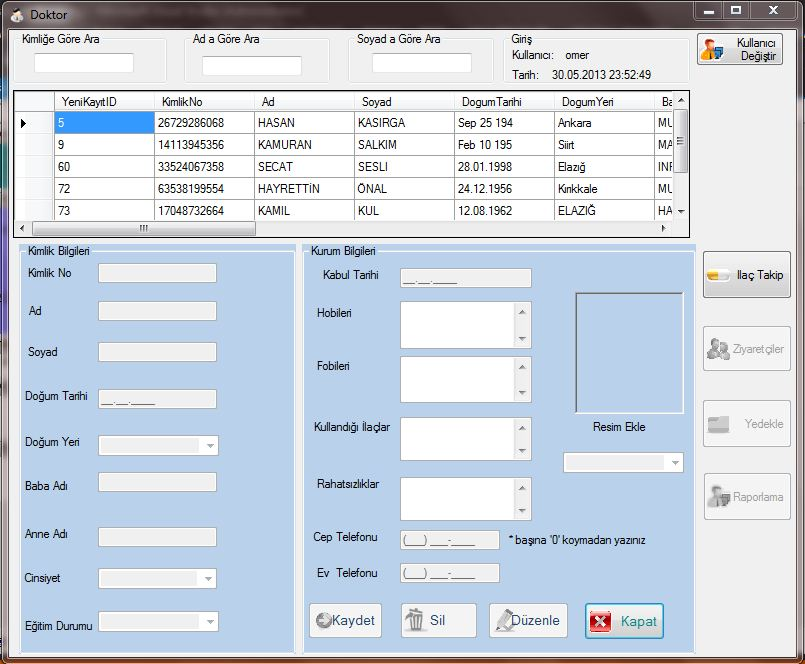 Doktor
Kimliğe Göre Ara
Ad a Göre Ara
Soyad a Göre Ara
Giriş
Kullanıcı: omer
Tarih: 30.05.2013 23:52:49
Kullanıcı Değiştir
YeniKayıtID KimlikNo Ad Soyad DogumTarihi DogumYeri Ba
5 26729286068 HASAN KASIRGA Sep 25 194 Ankara MU
9 14113945356 KAMURAN SALKIM Feb 10 195 Siirt MA
60 33524067358 SECAT SESLI 28.01.1998 Elazığ INF
72 63538199554 HAYRETTİN ÖNAL 24.12.1956 Kırıkkale MU
73 17048732664 KAMIL KUL 12.08.1962 ELAZIĞ HA
Kimlik Bilgileri
Kimlik No
Ad
Soyad
Doğum Tarihi __.__.____
Doğum Yeri
Baba Adı
Anne Adı
Cinsiyet
Eğitim Durumu
Kurum Bilgileri
Kabul Tarihi __.__.____
Hobileri
Fobileri
Kullandığı İlaçlar
Rahatsızlıklar
Cep Telefonu (___) ___-____ * başına '0' koymadan yazınız
Ev Telefonu (___) ___-____
Resim Ekle
Kaydet
Sil
Düzenle
Kapat
Ilaç Takip
Ziyaretçiler
Yedekle
Raporlama